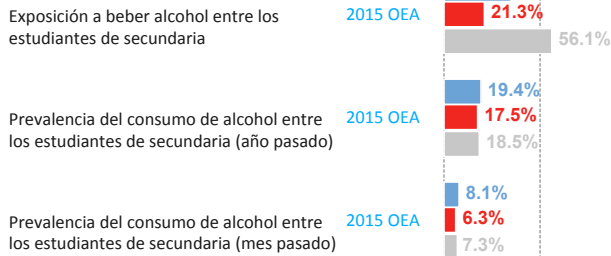 Exposición a beber alcohol entre los
estudiantes de secundaria
2015 OEA
21.3%
56.1%
Prevalencia del consumo de alcohol entre
los estudiantes de secundaria (año pasado)
2015 OEA
19.4%
17.5%
18.5%
Prevalencia del consumo de alcohol entre
los estudiantes de secundaria (mes pasado)
2015 OEA
8.1%
6.3%
7.3%